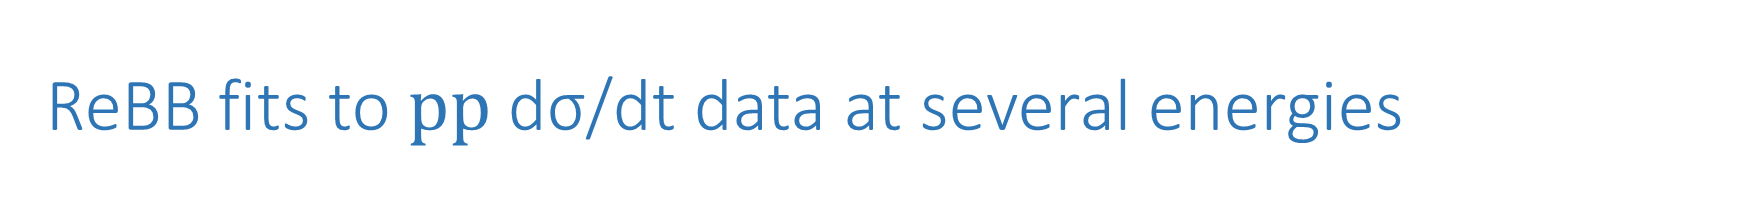 ReBB fits to pp dσ/dt data at several energies